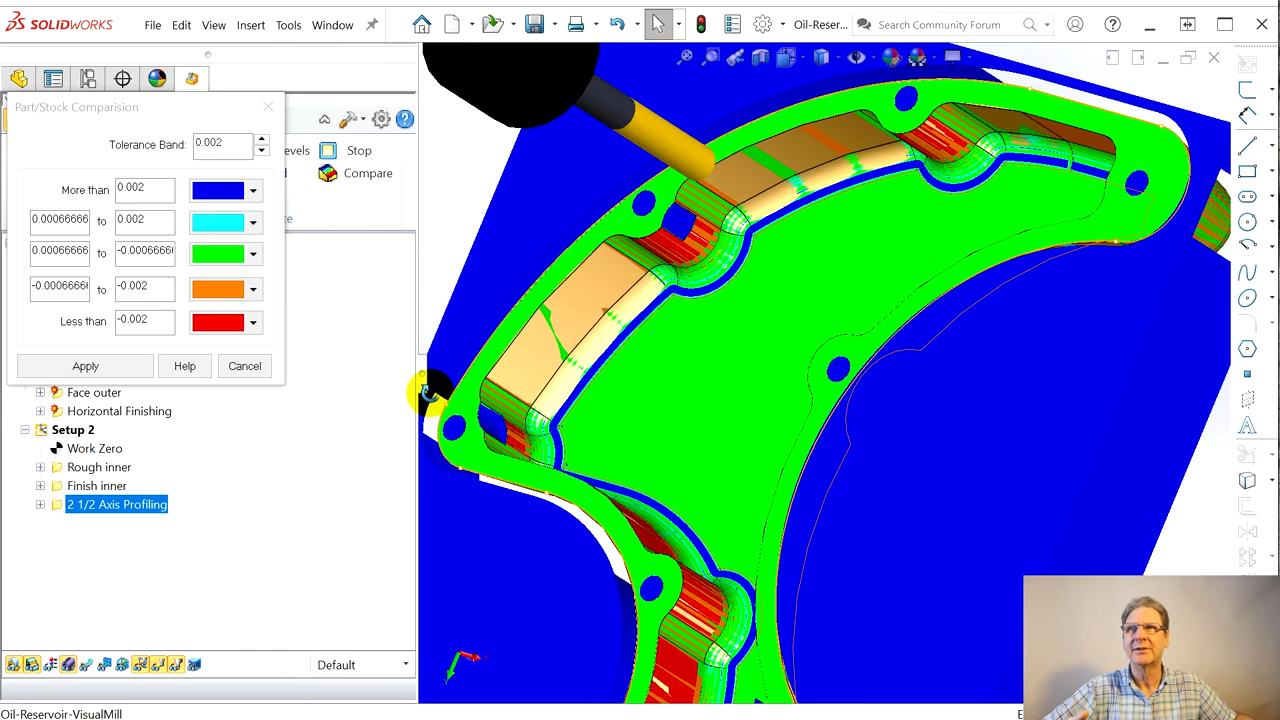 SOLIDWORKS File Edit View Insert Tools Window Oil-Reser... Search Community Forum
Part/Stock Comparision
Tolerance Band: 0.002
evels Stop
Compare
More than 0.002
0.00066666 to 0.002
0.00066666 to -0.0006666
-0.0006666 to -0.002
Less than -0.002
Apply Help Cancel
Face outer
Horizontal Finishing
Setup 2
Work Zero
Rough inner
Finish inner
2 1/2 Axis Profiling
Default
Oil-Reservoir-VisualMill